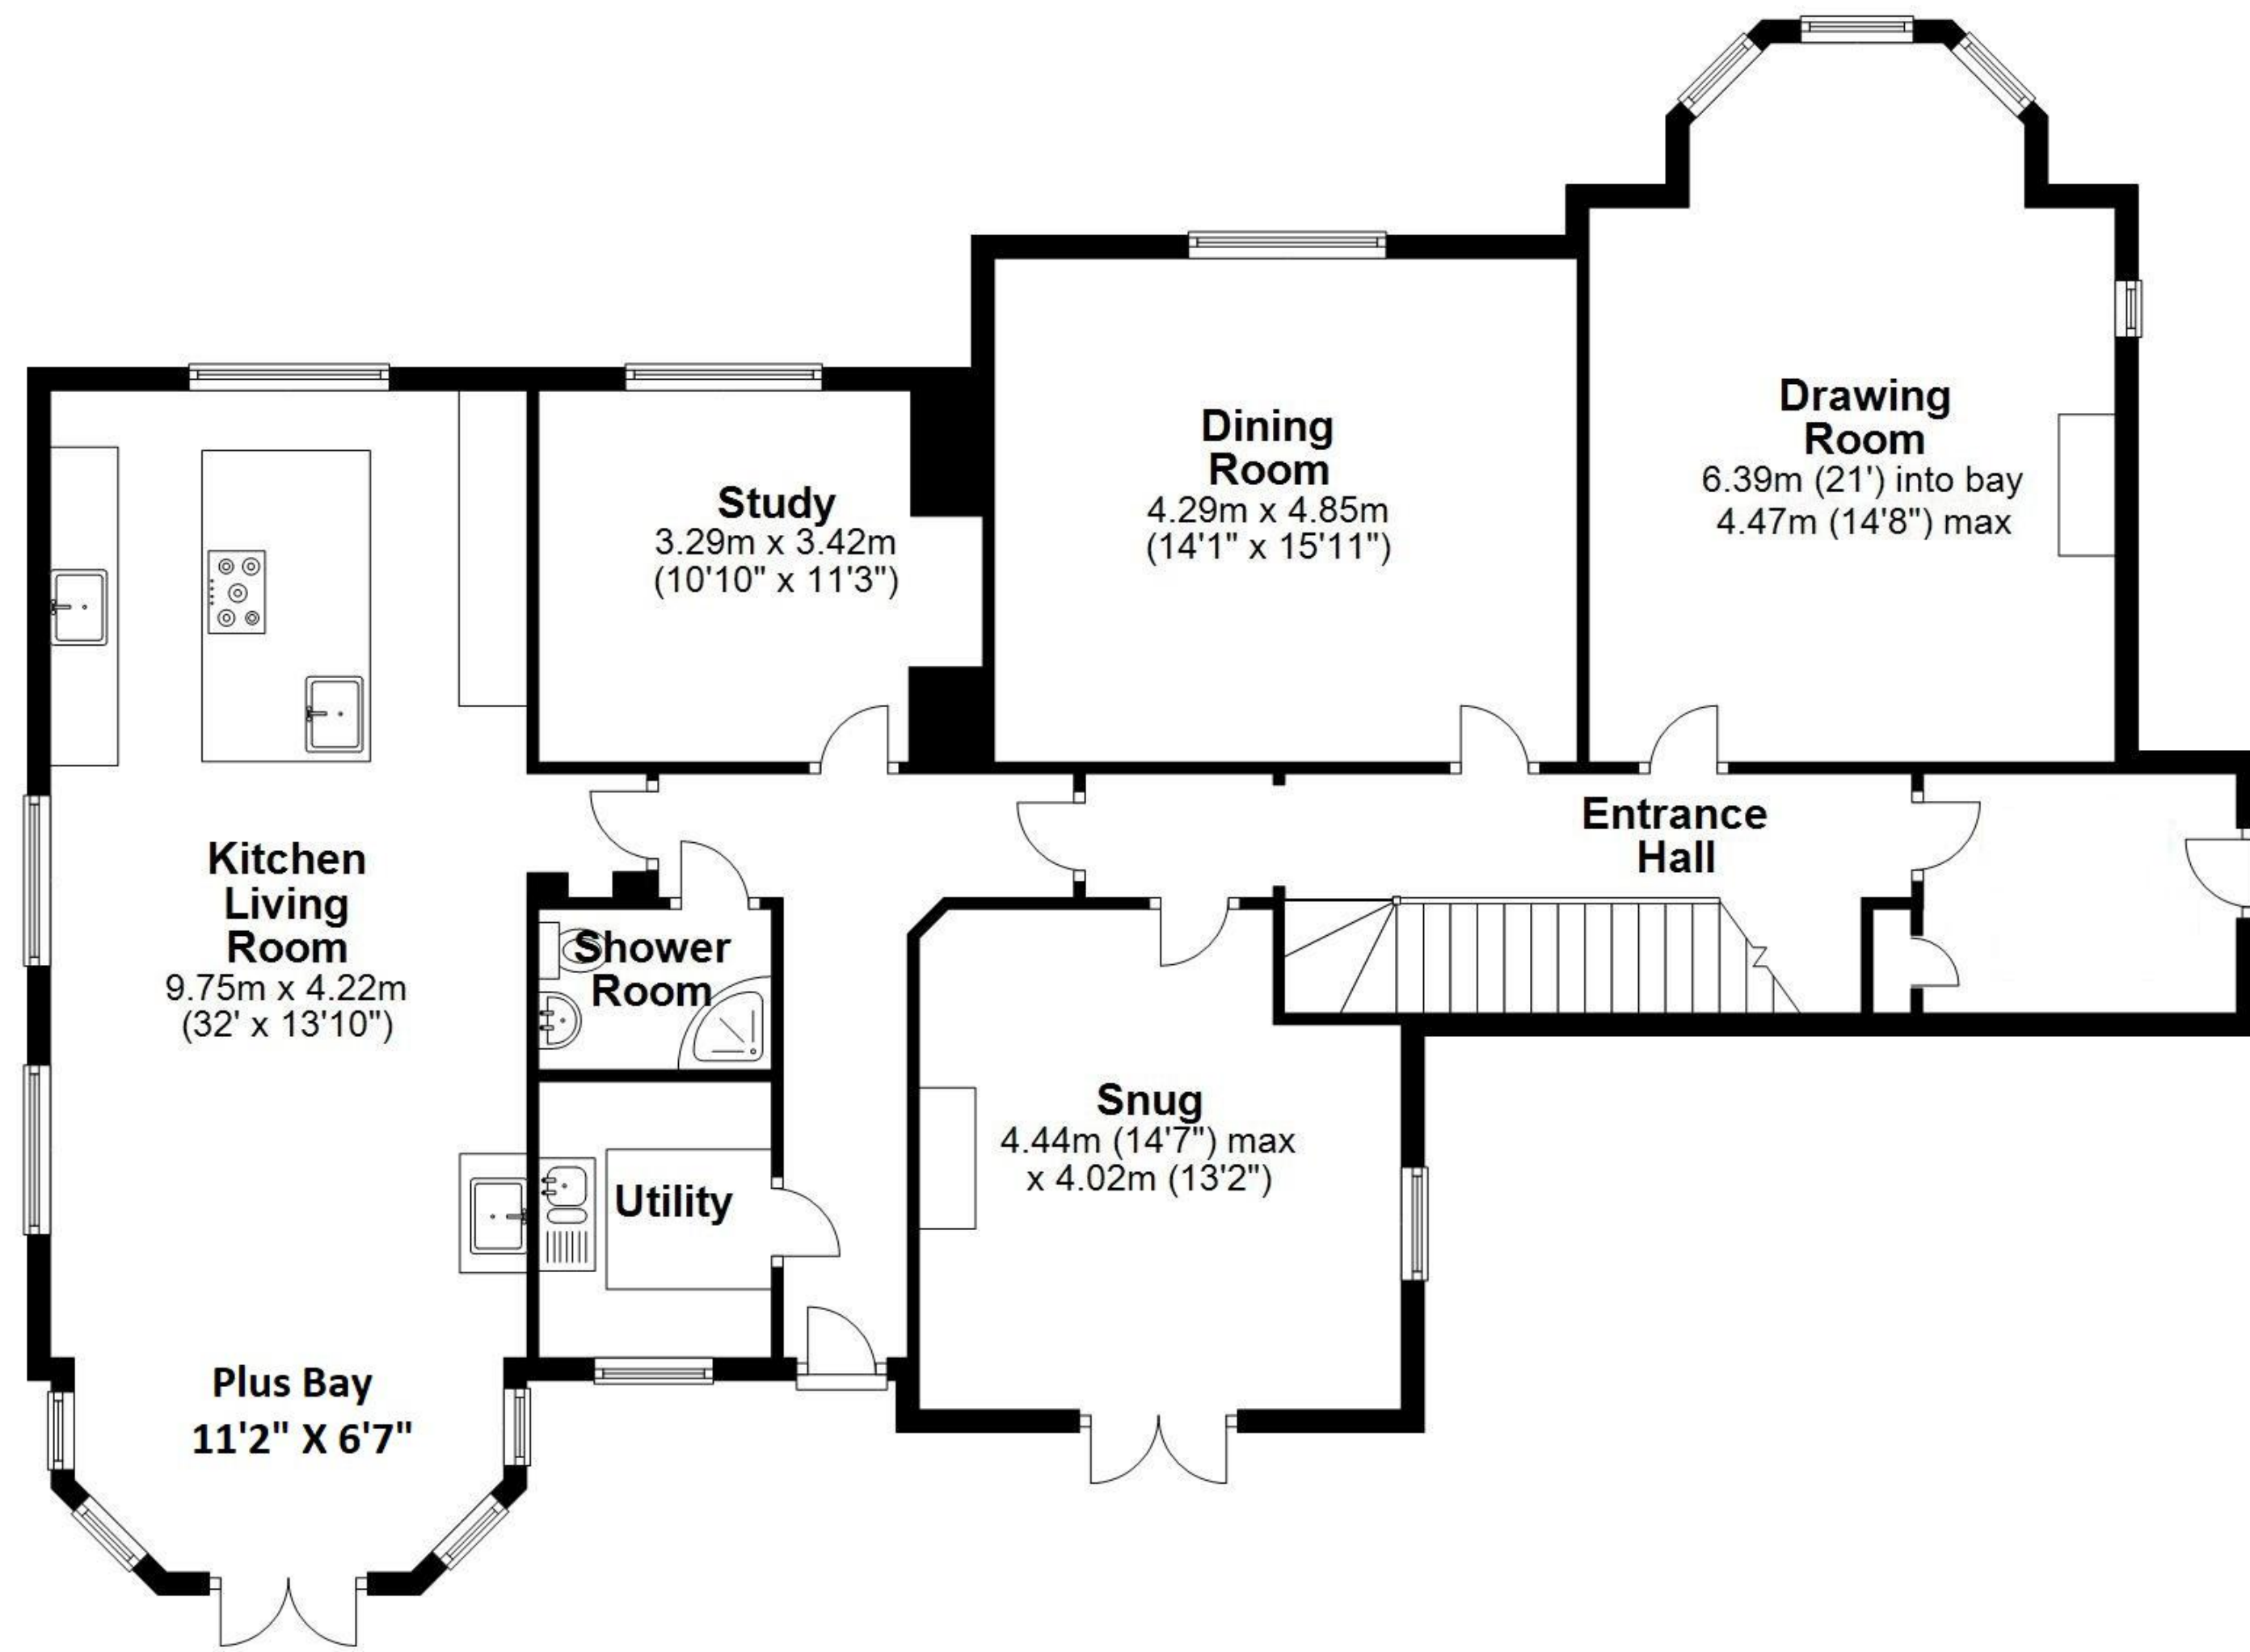 Drawing
Room
6.39m (21') into bay
4.47m (14'8") max
Dining
Room
4.29m x 4.85m
(14'1" x 15'11")
Study
3.29m x 3.42m
(10'10" x 11'3")
Entrance
Hall
Kitchen
Living
Room
9.75m x 4.22m
(32' x 13'10")
Shower
Room
Snug
4.44m (14'7") max
x 4.02m (13'2")
Utility
Plus Bay
11'2" X 6'7"